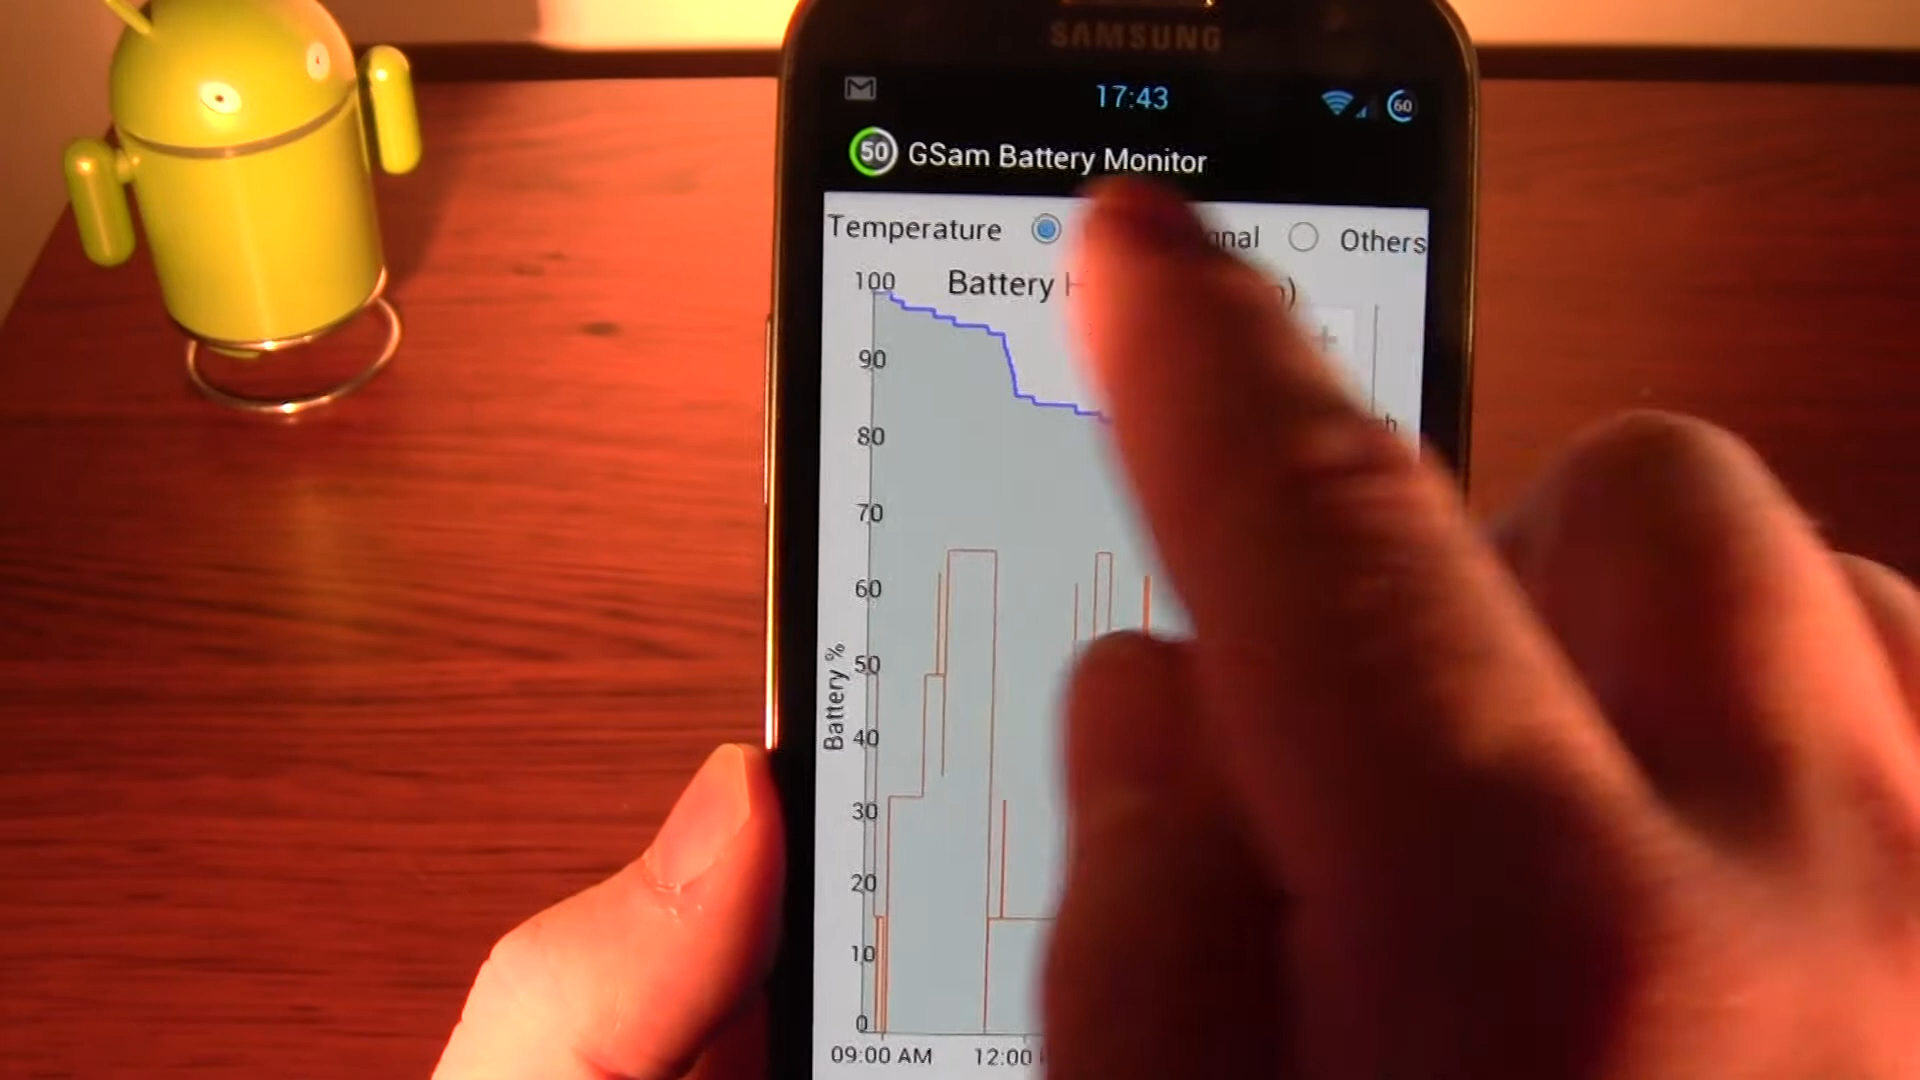 SAMSUNG
17:43
60
50 GSam Battery Monitor
Temperature Others
100 Battery
90
80
70
60
50
40
30
20
10
0
Battery %
09:00 AM 12:00